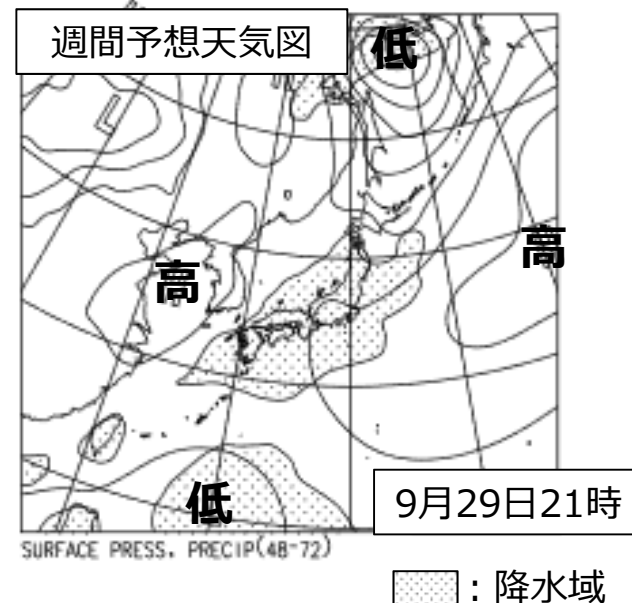 週間予想天気図
低
高
高
低
9月29日21時
SURFACE PRESS. PRECIP(48-72)
：降水域